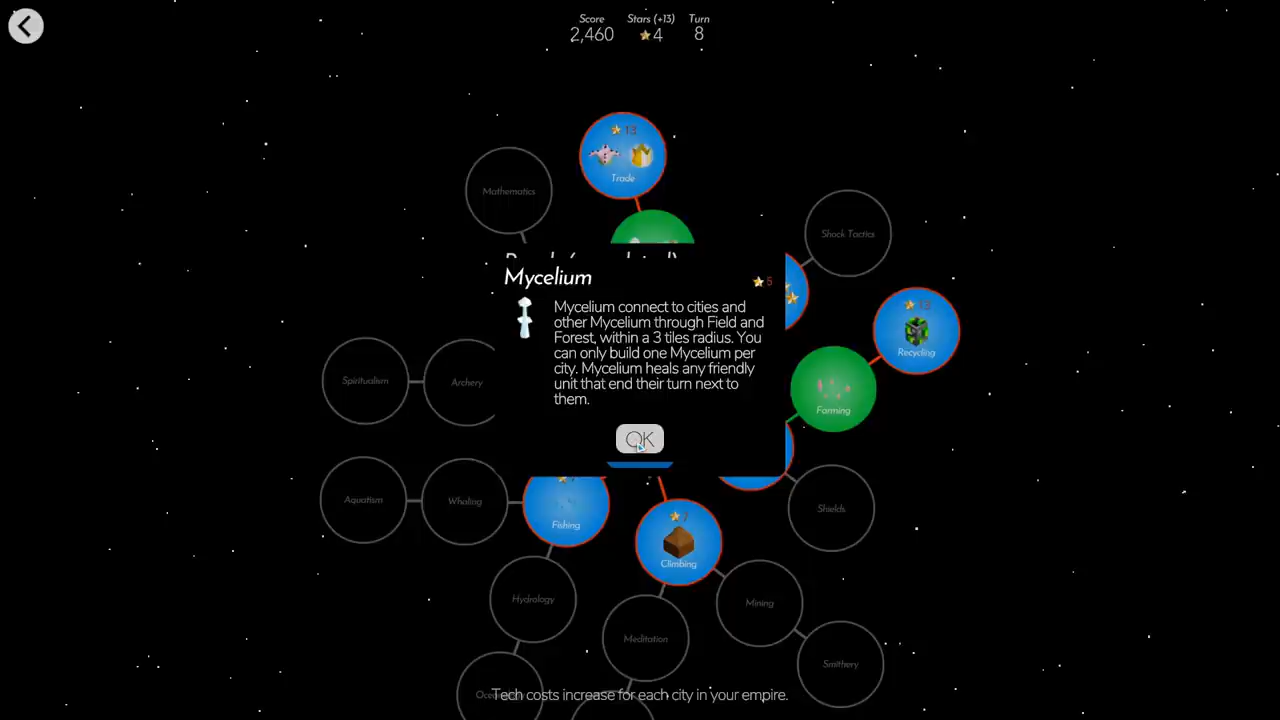 Score
Stars (+13)
Turn
2,460
4
8
13
Trade
Mathematics
Shock Tactics
Mycelium
5
Mycelium connect to cities and
other Mycelium through Field and
Forest, within a 3 tiles radius. You
can only build one Mycelium per
city. Mycelium heals any friendly
unit that end their turn next to
them.
OK
13
Recycling
Farming
Spiritualism
Archery
Aquatism
Whaling
Fishing
Shields
7
Climbing
Hydrology
Mining
Meditation
Smithery
Tech costs increase for each city in your empire.